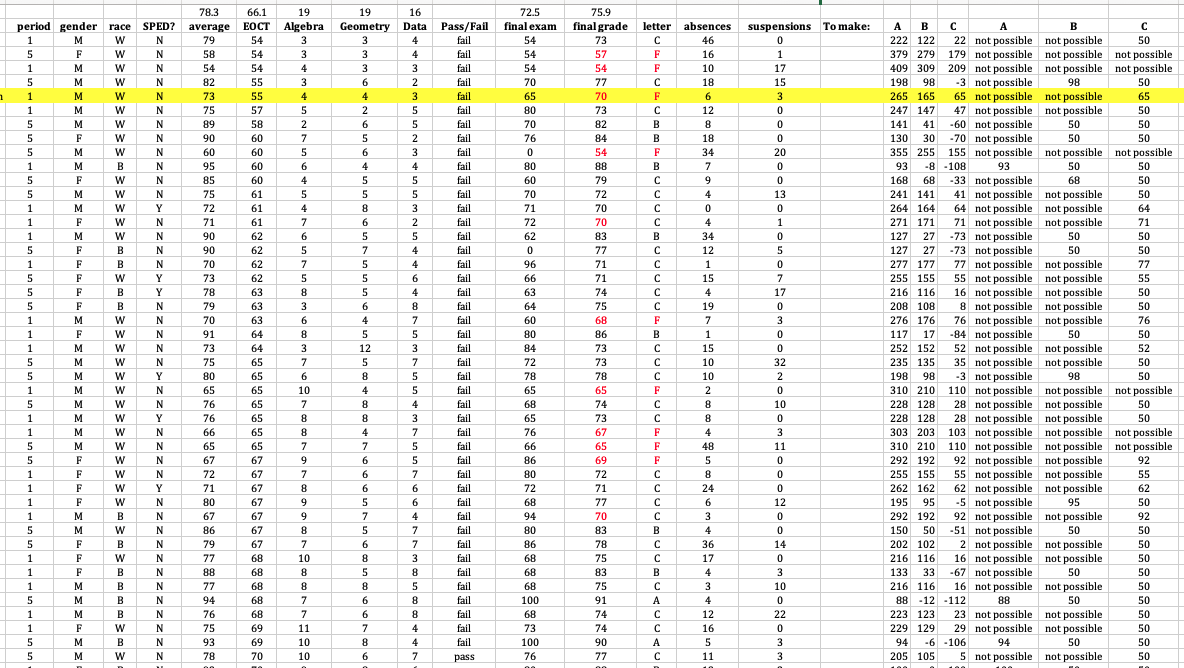 78.3 66.1 19 19 16 72.5 75.9
period gender race SPED? average EOCT Algebra Geometry Data Pass/Fail final exam final grade letter absences suspensions To make: A B C A B C
1 M W N 79 54 3 3 4 fail 54 73 C 46 0 222 122 22 not possible not possible 50
5 F W N 58 54 3 3 4 fail 54 57 F 16 1 379 279 179 not possible not possible not possible
1 M W N 54 54 4 3 3 fail 54 54 F 10 17 409 309 209 not possible not possible not possible
5 M W N 82 55 3 6 2 fail 70 77 C 18 15 198 98 -3 not possible 98 50
1 M W N 73 55 4 4 3 fail 65 70 F 6 3 265 165 65 not possible not possible 65
1 M W N 75 57 5 2 5 fail 80 73 C 12 0 247 147 47 not possible not possible 50
5 M W N 89 58 2 6 5 fail 70 82 B 8 0 141 41 -60 not possible 50 50
5 F W N 90 60 7 5 2 fail 76 84 B 18 0 130 30 -70 not possible 50 50
5 M W N 60 60 5 6 3 fail 0 54 F 34 20 355 255 155 not possible not possible not possible
1 M B N 95 60 6 4 4 fail 80 88 B 7 0 93 -8 -108 93 50 50
5 F W N 85 60 4 5 5 fail 60 79 C 9 0 168 68 -33 not possible 68 50
5 M W N 75 61 5 5 5 fail 70 72 C 4 13 241 141 41 not possible not possible 50
1 M W Y 72 61 4 8 3 fail 71 70 C 0 0 264 164 64 not possible not possible 64
1 F W N 71 61 7 6 2 fail 72 70 C 4 1 271 171 71 not possible not possible 71
1 M W N 90 62 6 5 5 fail 62 83 B 34 0 127 27 -73 not possible 50 50
5 F B N 90 62 5 7 4 fail 0 77 C 12 5 127 27 -73 not possible 50 50
1 F B N 70 62 7 5 4 fail 96 71 C 1 0 277 177 77 not possible not possible 77
5 F W Y 73 62 5 5 6 fail 66 71 C 15 7 255 155 55 not possible not possible 55
5 F B Y 78 63 8 5 4 fail 63 74 C 4 17 216 116 16 not possible not possible 50
5 F B N 79 63 3 6 8 fail 64 75 C 19 0 208 108 8 not possible not possible 50
1 M W N 70 63 6 4 7 fail 60 68 F 7 3 276 176 76 not possible not possible 76
1 F W N 91 64 8 5 5 fail 80 86 B 1 0 117 17 -84 not possible 50 50
1 M W N 73 64 3 12 3 fail 84 73 C 15 0 252 152 52 not possible not possible 52
5 M W N 75 65 7 5 7 fail 72 73 C 10 32 235 135 35 not possible not possible 50
5 M W Y 80 65 6 8 5 fail 78 78 C 10 2 198 98 -3 not possible 98 50
1 M W N 65 65 10 4 5 fail 65 65 F 2 0 310 210 110 not possible not possible not possible
5 M W N 76 65 7 8 4 fail 68 74 C 8 10 228 128 28 not possible not possible 50
1 M W Y 76 65 8 8 3 fail 65 73 C 8 0 228 128 28 not possible not possible 50
1 M W N 66 65 8 4 7 fail 76 67 F 4 3 303 203 103 not possible not possible not possible
5 M W N 65 65 7 7 5 fail 66 65 F 48 11 310 210 110 not possible not possible not possible
5 F W N 67 67 9 6 5 fail 86 69 F 5 0 292 192 92 not possible not possible 92
1 F W N 72 67 7 7 7 fail 80 72 C 8 0 255 155 55 not possible not possible 55
1 F W Y 71 67 8 6 6 fail 72 71 C 24 0 262 162 62 not possible not possible 62
1 F W N 80 67 9 5 6 fail 68 77 C 6 12 195 95 -5 not possible 95 50
1 M B N 67 67 9 7 4 fail 94 70 C 3 0 292 192 92 not possible not possible 92
5 M W N 86 67 8 5 7 fail 80 83 B 4 0 150 50 -51 not possible 50 50
5 F B N 79 67 7 6 7 fail 86 78 C 36 14 202 102 2 not possible not possible 50
1 F W N 77 68 10 8 3 fail 68 75 C 17 0 216 116 16 not possible not possible 50
1 F B N 88 68 8 5 8 fail 68 83 B 4 3 133 33 -67 not possible 50 50
1 M B N 77 68 8 8 5 fail 68 75 C 3 10 216 116 16 not possible not possible 50
5 M B N 94 68 7 6 8 fail 100 91 A 4 0 88 -12 -112 88 50 50
1 M B N 76 68 7 6 8 fail 68 74 C 12 22 223 123 23 not possible not possible 50
1 F W N 75 69 11 7 4 fail 73 74 C 16 0 229 129 29 not possible not possible 50
5 M B N 93 69 10 8 4 fail 100 90 A 5 3 94 -6 -106 94 50 50
5 M W N 78 70 10 6 7 pass 76 77 C 11 3 205 105 5 not possible not possible 50